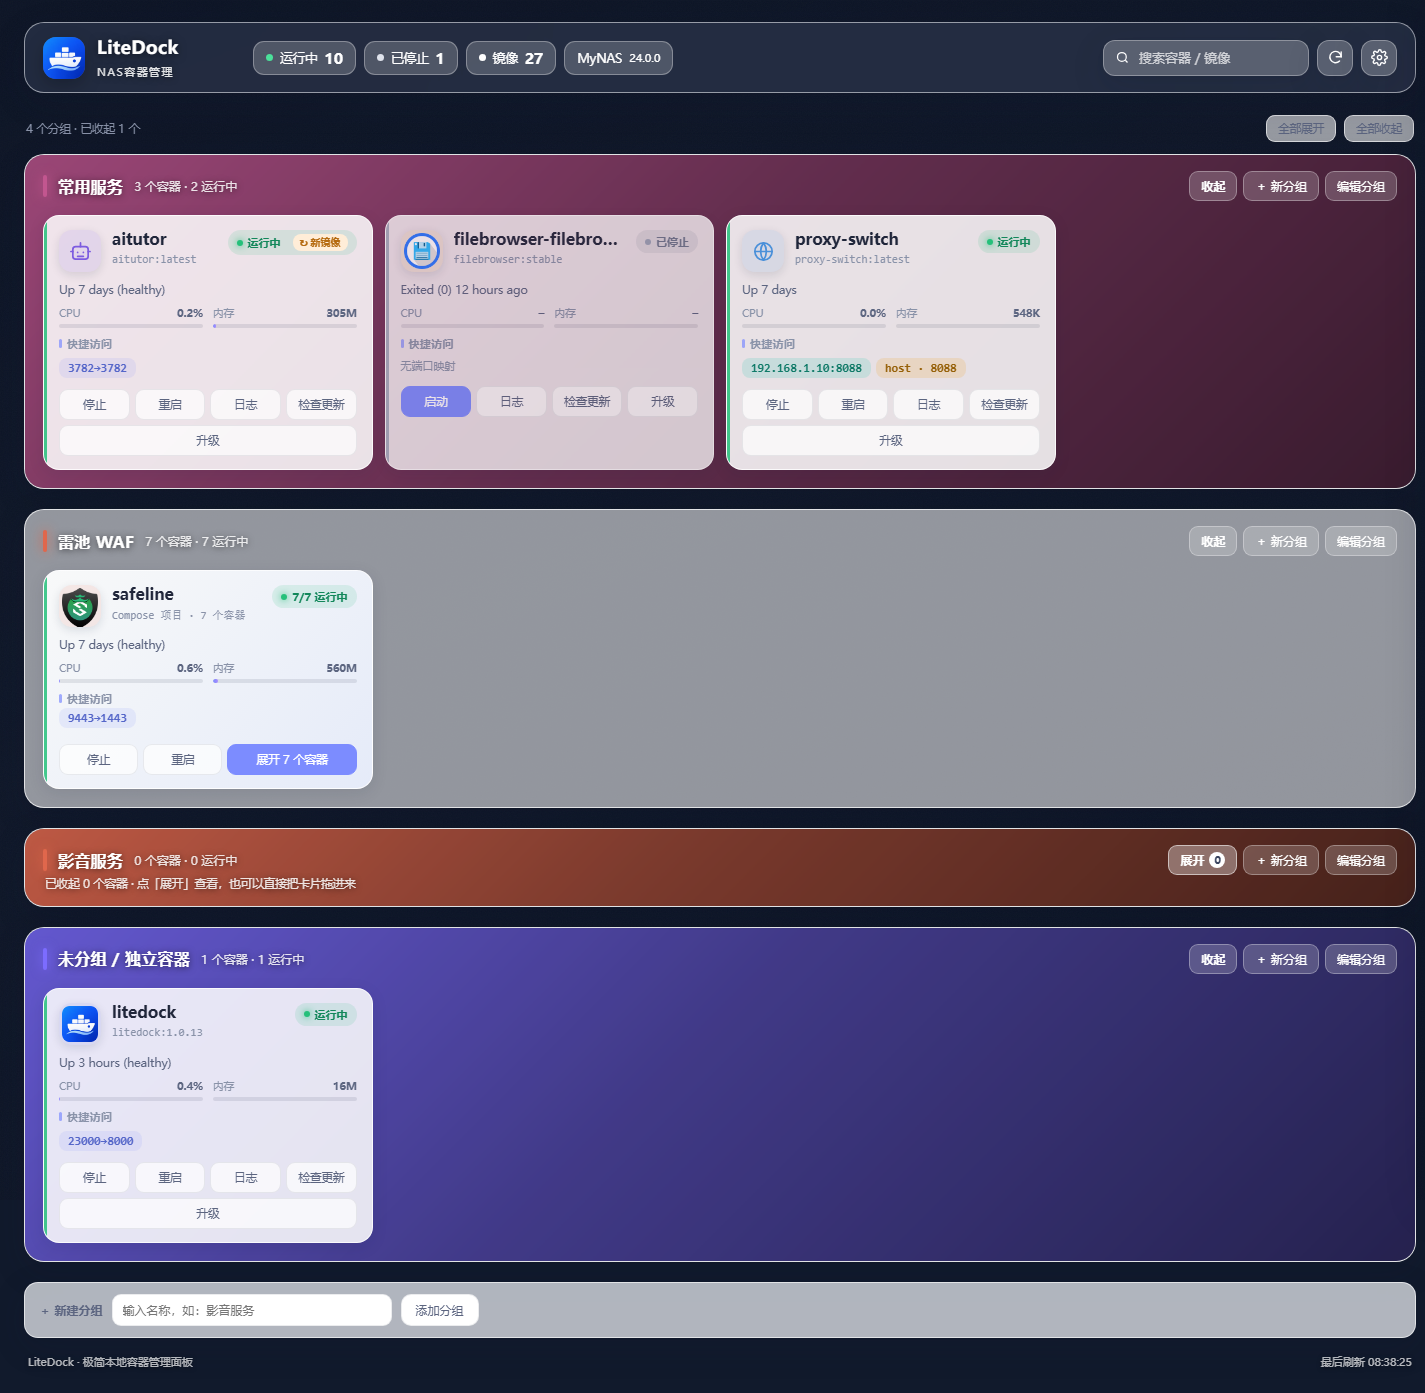 LiteDock
NAS容器管理
运行中 10
已停止 1
镜像 27
MyNAS 24.0.0
搜索容器 / 镜像
4 个分组 · 已收起 1 个
全部展开
全部收起
常用服务 3 个容器 · 2 运行中
收起
+ 新分组
编辑分组
aitutor
运行中
↻ 新镜像
aitutor:latest
Up 7 days (healthy)
CPU 0.2% 内存 305M
快捷访问
3782→3782
停止 重启 日志 检查更新
升级
filebrowser-filebro...
已停止
filebrowser:stable
Exited (0) 12 hours ago
CPU – 内存 –
快捷访问
无端口映射
启动 日志 检查更新 升级
proxy-switch
运行中
proxy-switch:latest
Up 7 days
CPU 0.0% 内存 548K
快捷访问
192.168.1.10:8088 host · 8088
停止 重启 日志 检查更新
升级
雷池 WAF 7 个容器 · 7 运行中
收起
+ 新分组
编辑分组
safeline
7/7 运行中
Compose 项目 · 7 个容器
Up 7 days (healthy)
CPU 0.6% 内存 560M
快捷访问
9443→1443
停止 重启 展开 7 个容器
影音服务 0 个容器 · 0 运行中
展开 0
+ 新分组
编辑分组
已收起 0 个容器 · 点「展开」查看，也可以直接把卡片拖进来
未分组 / 独立容器 1 个容器 · 1 运行中
收起
+ 新分组
编辑分组
litedock
运行中
litedock:1.0.13
Up 3 hours (healthy)
CPU 0.4% 内存 16M
快捷访问
23000→8000
停止 重启 日志 检查更新
升级
+ 新建分组
输入名称，如：影音服务
添加分组
LiteDock · 极简本地容器管理面板
最后刷新 08:38:25